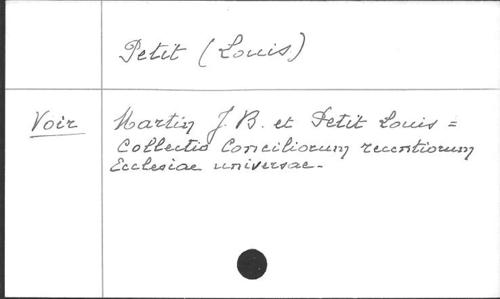 Petit (Louis)
Voir Martin J. B. et Petit Louis =
Collectio Conciliorum recentiorum
Ecclesiae universae.